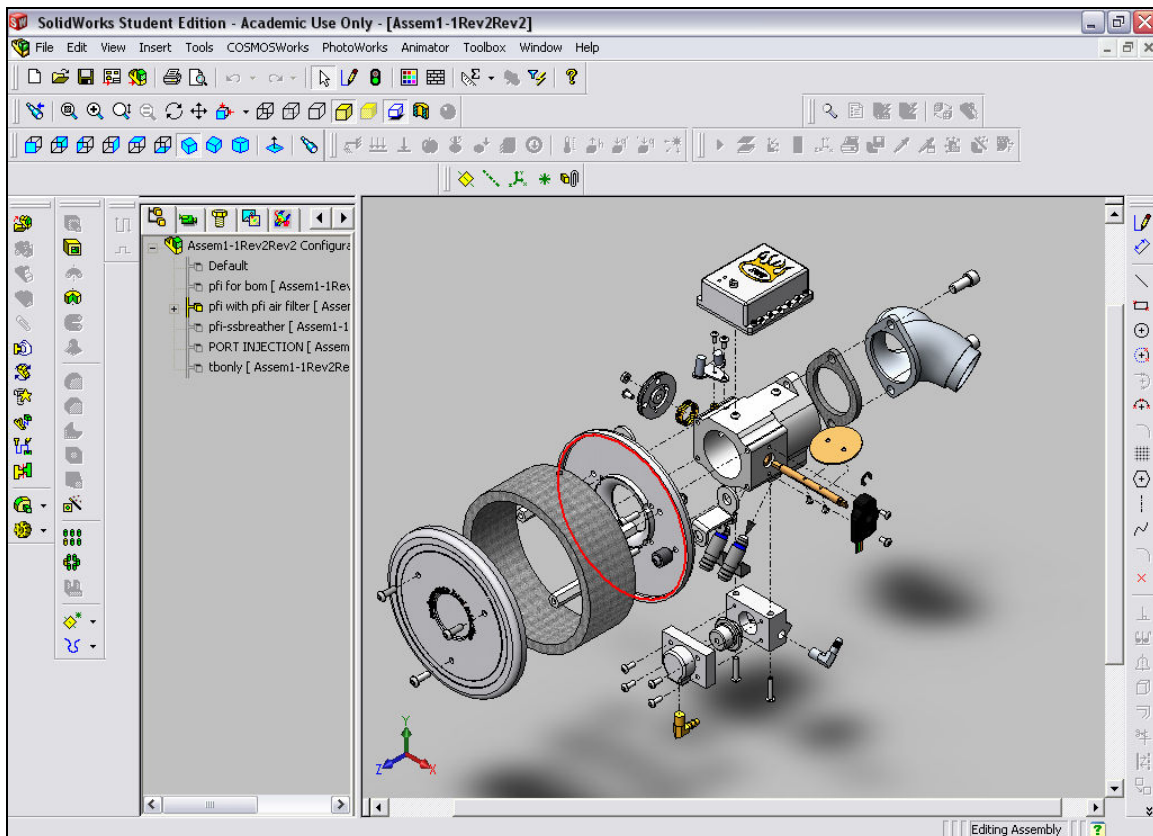 SolidWorks Student Edition - Academic Use Only - [Assem1-1Rev2Rev2]
File Edit View Insert Tools COSMOSWorks PhotoWorks Animator Toolbox Window Help
Assem1-1Rev2Rev2 Configura
Default
pfi for bom [ Assem1-1Rev
pfi with pfi air filter [ Assem
pfi-ssbreather [ Assem1-1
PORT INJECTION [ Assem
tbonly [ Assem1-1Rev2Re
Y
Z X
Editing Assembly